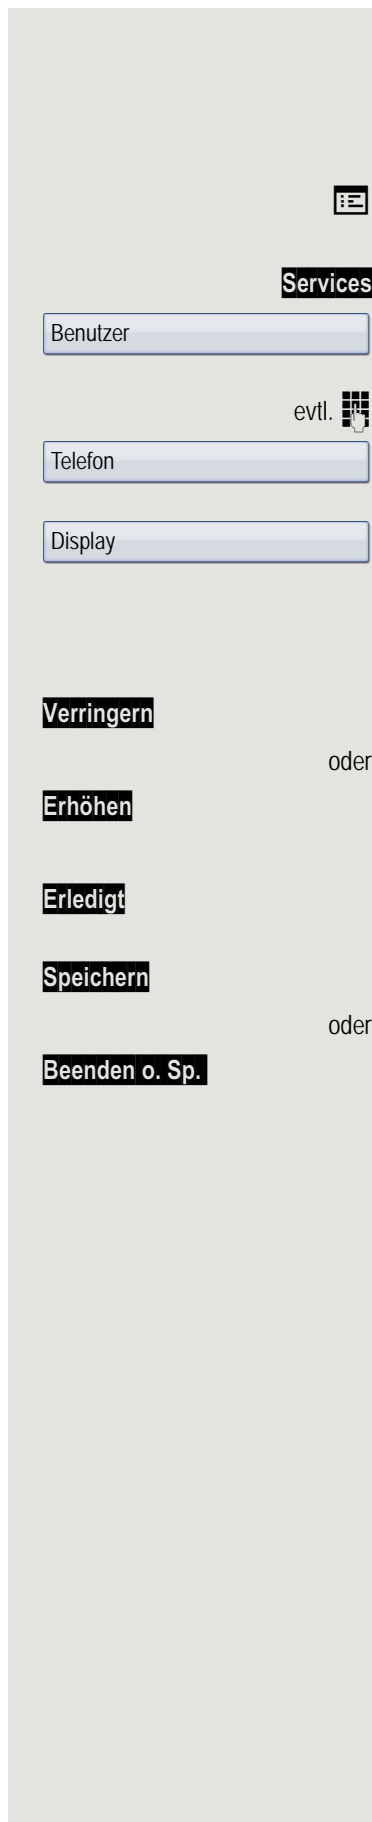 Services
Benutzer
evtl.
Telefon
Display
Verringern
oder
Erhöhen
Erledigt
Speichern
oder
Beenden o. Sp.